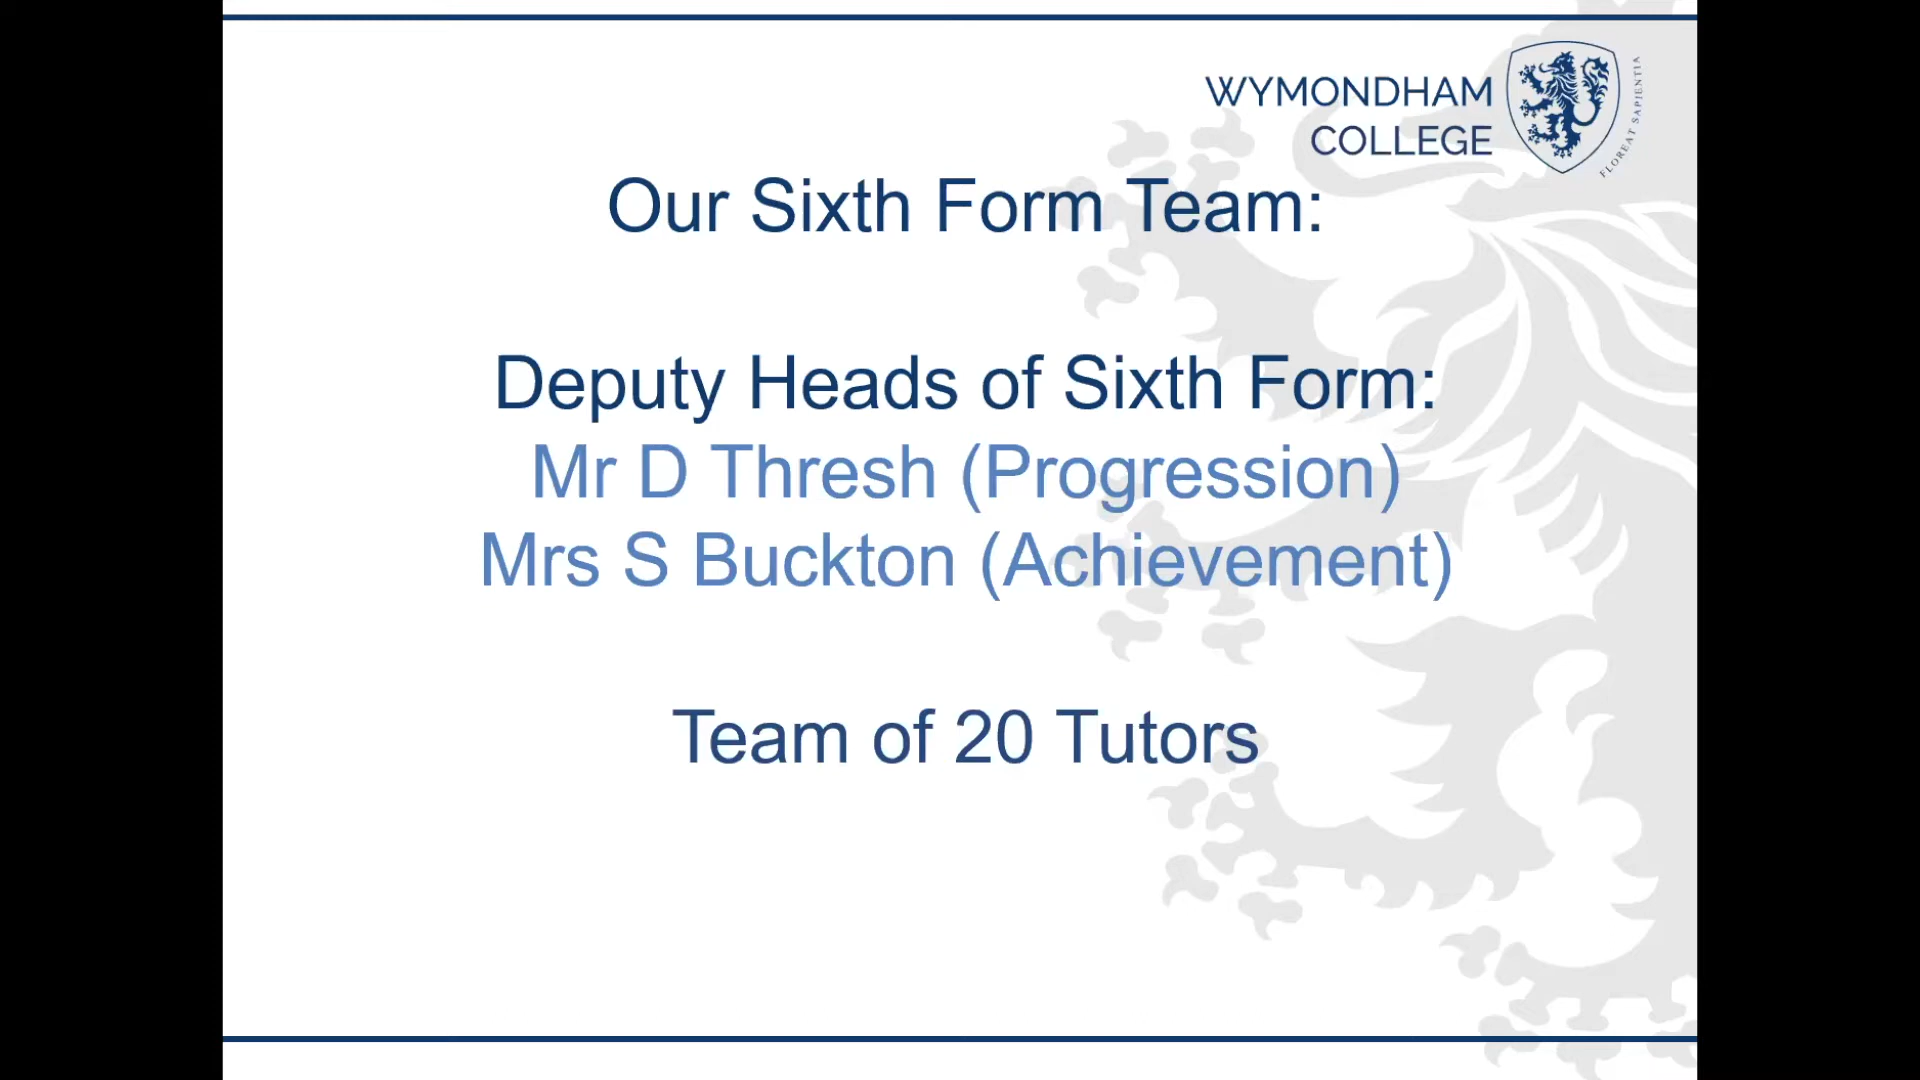 WYMONDHAM
COLLEGE
FLOREAT SAPIENTIA
Our Sixth Form Team:
Deputy Heads of Sixth Form:
Mr D Thresh (Progression)
Mrs S Buckton (Achievement)
Team of 20 Tutors